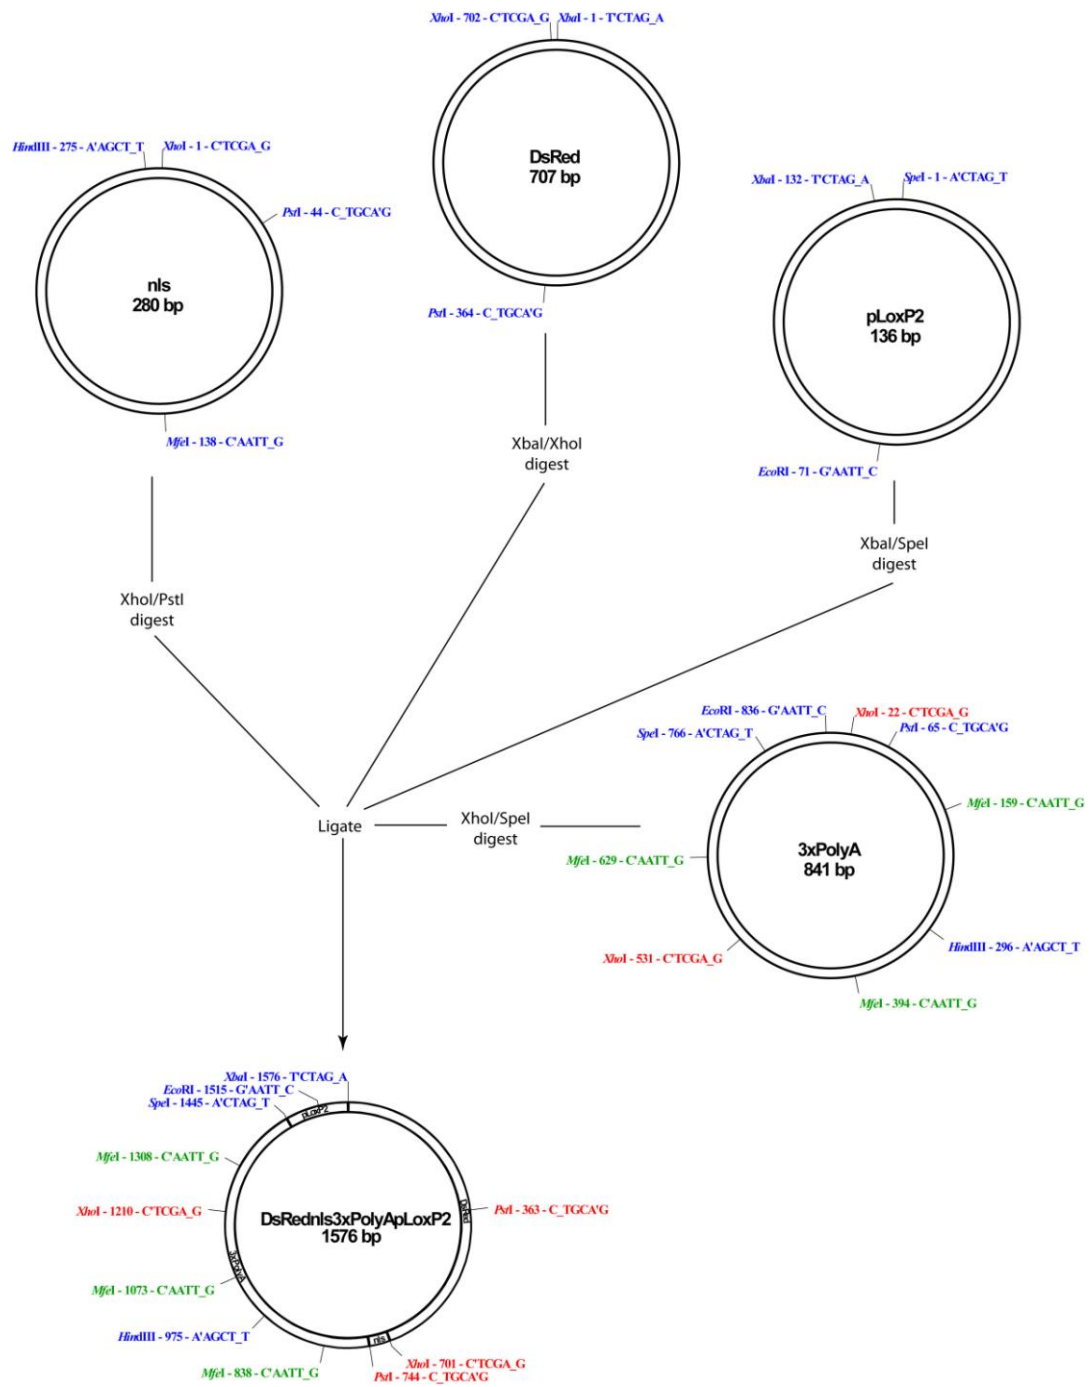 XhoI - 702 - C'TCGA_G
XbaI - 1 - T'CTAG_A
DsRed
707 bp
PstI - 364 - C_TGCA'G
HindIII - 275 - A'AGCT_T
XhoI - 1 - C'TCGA_G
PstI - 44 - C_TGCA'G
nls
280 bp
MfeI - 138 - C'AATT_G
XbaI - 132 - T'CTAG_A
SpeI - 1 - A'CTAG_T
pLoxP2
136 bp
EcoRI - 71 - G'AATT_C
XbaI/XhoI
digest
XbaI/SpeI
digest
XhoI/PstI
digest
EcoRI - 836 - G'AATT_C
XhoI - 22 - C'TCGA_G
SpeI - 766 - A'CTAG_T
PstI - 65 - C_TGCA'G
MfeI - 159 - C'AATT_G
MfeI - 629 - C'AATT_G
3xPolyA
841 bp
XhoI - 531 - C'TCGA_G
HindIII - 296 - A'AGCT_T
MfeI - 394 - C'AATT_G
Ligate
XhoI/SpeI
digest
XbaI - 1576 - T'CTAG_A
EcoRI - 1515 - G'AATT_C
SpeI - 1445 - A'CTAG_T
pLoxP2
MfeI - 1308 - C'AATT_G
XhoI - 1210 - C'TCGA_G
DsRednls3xPolyApLoxP2
1576 bp
DsRed
PstI - 363 - C_TGCA'G
3xPolyA
MfeI - 1073 - C'AATT_G
HindIII - 975 - A'AGCT_T
nls
MfeI - 838 - C'AATT_G
XhoI - 701 - C'TCGA_G
PstI - 744 - C_TGCA'G